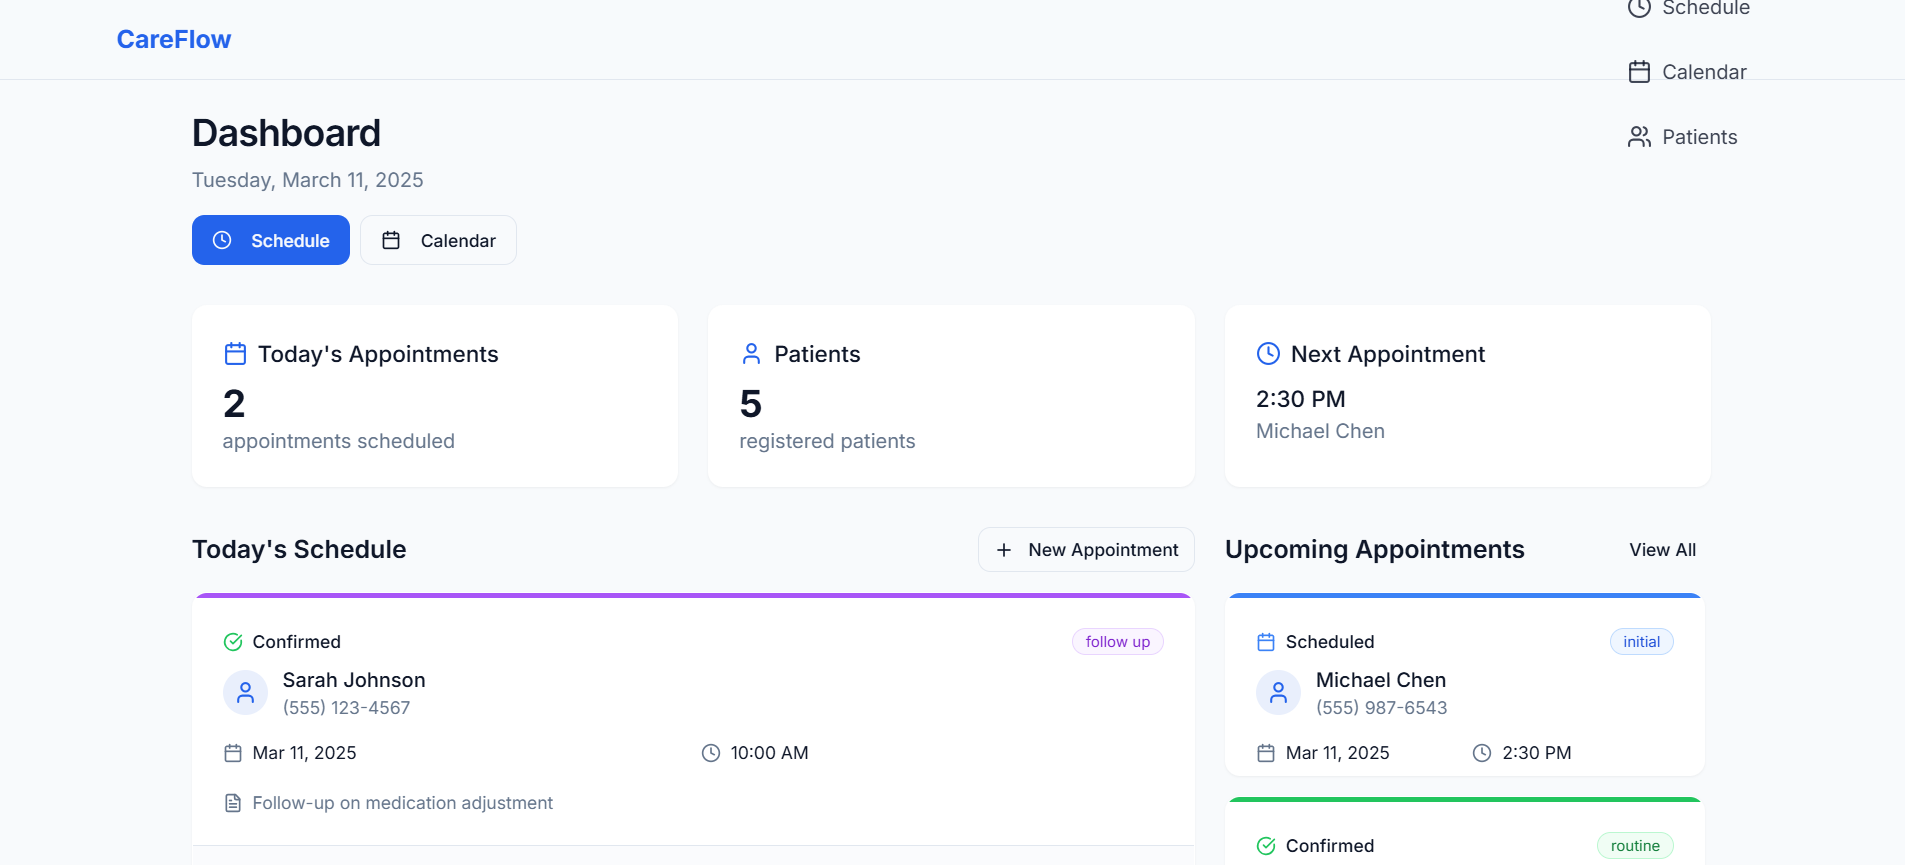 CareFlow
Schedule
Calendar
Patients
Dashboard
Tuesday, March 11, 2025
Schedule
Calendar
Today's Appointments
2
appointments scheduled
Patients
5
registered patients
Next Appointment
2:30 PM
Michael Chen
Today's Schedule
New Appointment
Confirmed
follow up
Sarah Johnson
(555) 123-4567
Mar 11, 2025
10:00 AM
Follow-up on medication adjustment
Upcoming Appointments
View All
Scheduled
initial
Michael Chen
(555) 987-6543
Mar 11, 2025
2:30 PM
Confirmed
routine